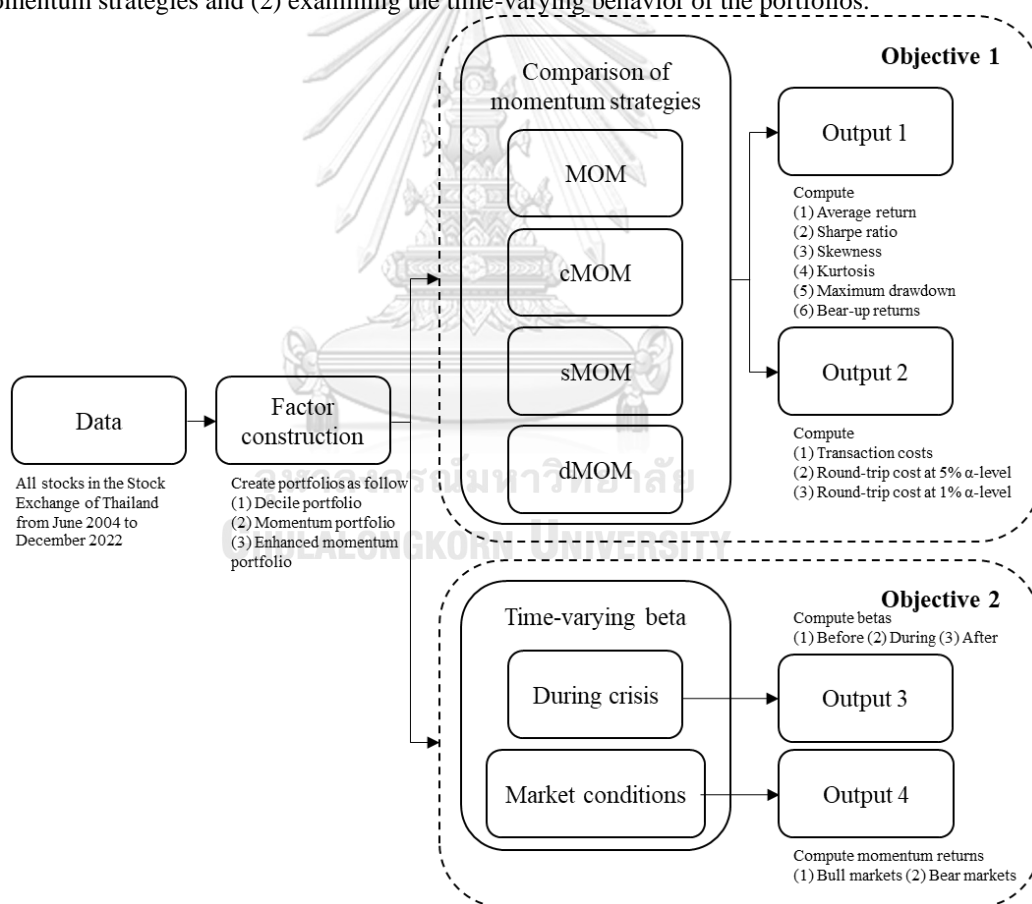 momentum strategies and (2) examining the time-varying behavior of the portfolios.
Objective 1
Comparison of
momentum strategies
MOM
cMOM
sMOM
dMOM
Output 1
Compute
(1) Average return
(2) Sharpe ratio
(3) Skewness
(4) Kurtosis
(5) Maximum drawdown
(6) Bear-up returns
Output 2
Compute
(1) Transaction costs
(2) Round-trip cost at 5% α-level
(3) Round-trip cost at 1% α-level
Data
All stocks in the Stock
Exchange of Thailand
from June 2004 to
December 2022
Factor
construction
Create portfolios as follow
(1) Decile portfolio
(2) Momentum portfolio
(3) Enhanced momentum
portfolio
จุฬาลงกรณ์มหาวิทยาลัย
CHULALONGKORN UNIVERSITY
Objective 2
Time-varying beta
During crisis
Market conditions
Compute betas
(1) Before (2) During (3) After
Output 3
Output 4
Compute momentum returns
(1) Bull markets (2) Bear markets